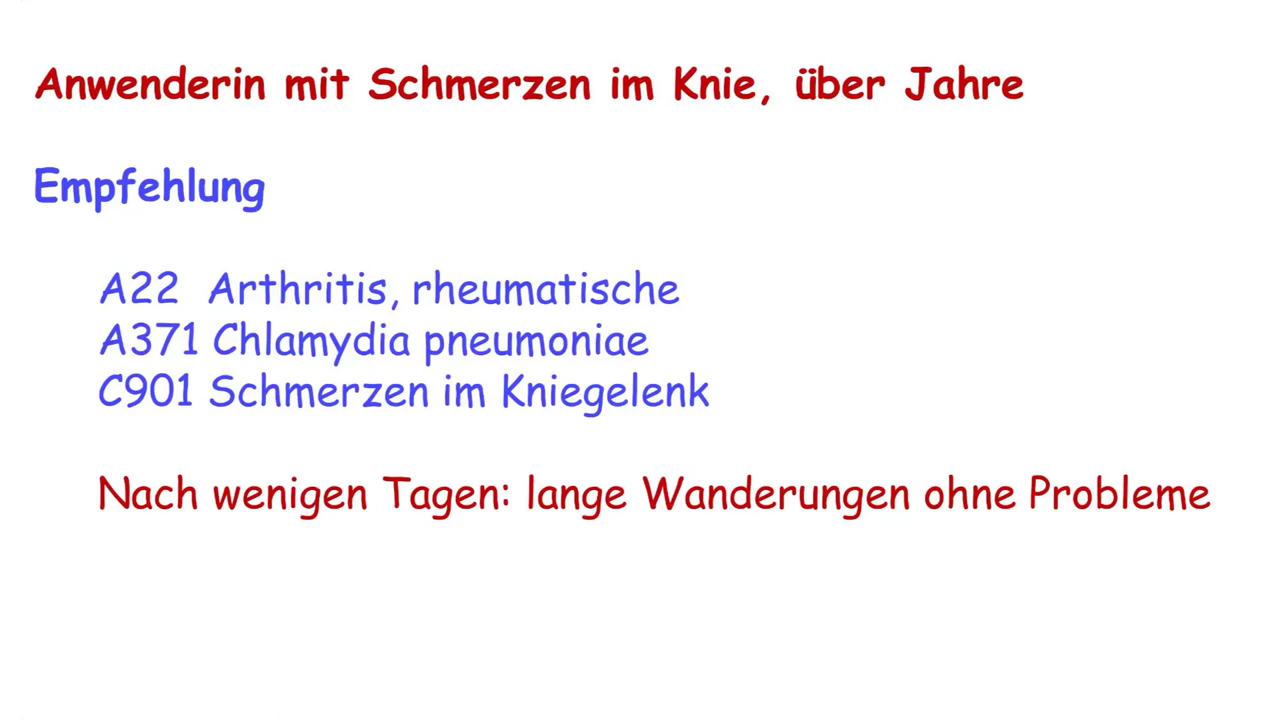 Anwenderin mit Schmerzen im Knie, über Jahre
Empfehlung
A22 Arthritis, rheumatische
A371 Chlamydia pneumoniae
C901 Schmerzen im Kniegelenk
Nach wenigen Tagen: lange Wanderungen ohne Probleme